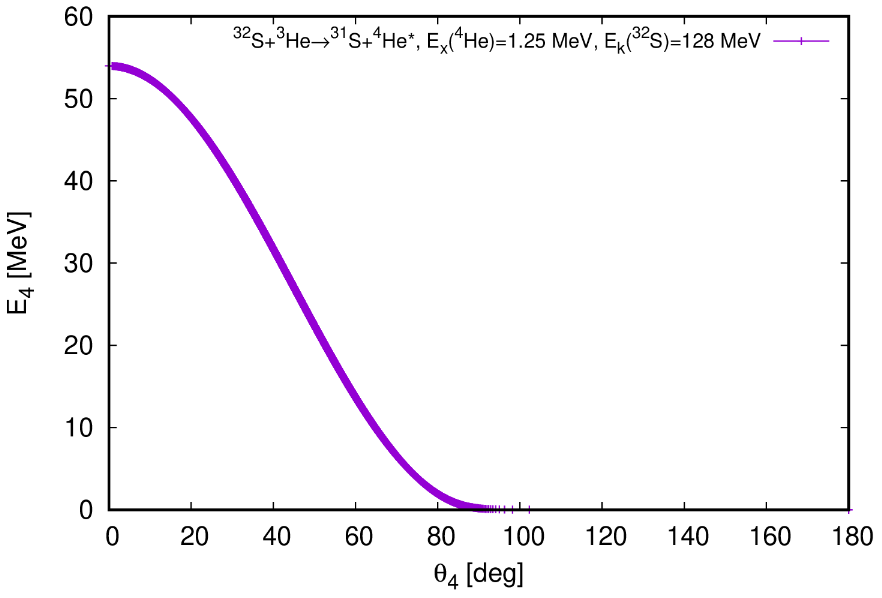 ³²S+³He→³¹S+⁴He*, Eₓ(⁴He)=1.25 MeV, Eₖ(³²S)=128 MeV
60
50
40
30
20
10
0
E₄ [MeV]
0 20 40 60 80 100 120 140 160 180
θ₄ [deg]